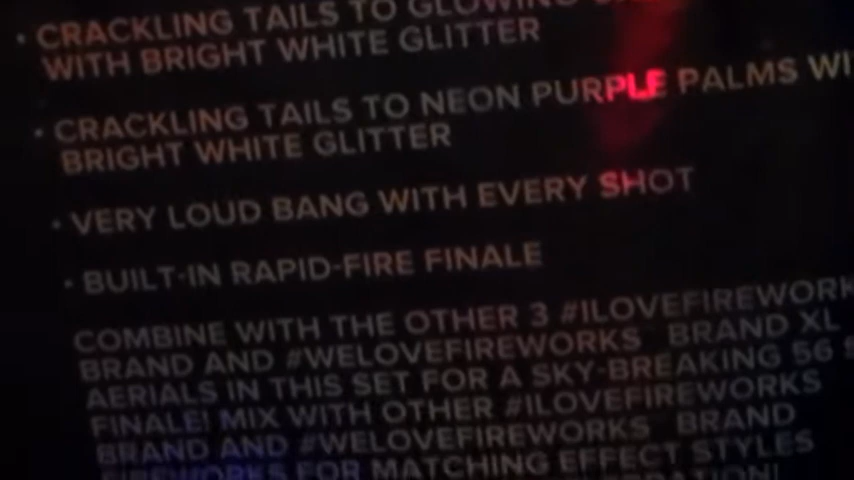 · CRACKLING TAILS TO GLOWING
WITH BRIGHT WHITE GLITTER
· CRACKLING TAILS TO NEON PURPLE PALMS WI
BRIGHT WHITE GLITTER
· VERY LOUD BANG WITH EVERY SHOT
· BUILT-IN RAPID-FIRE FINALE
COMBINE WITH THE OTHER 3 #ILOVEFIREWORK
BRAND AND #WELOVEFIREWORKS BRAND XL
AERIALS IN THIS SET FOR A SKY-BREAKING 56
FINALE! MIX WITH OTHER #ILOVEFIREWORKS
BRAND AND #WELOVEFIREWORKS BRAND
FIREWORKS FOR MATCHING EFFECT STYLES